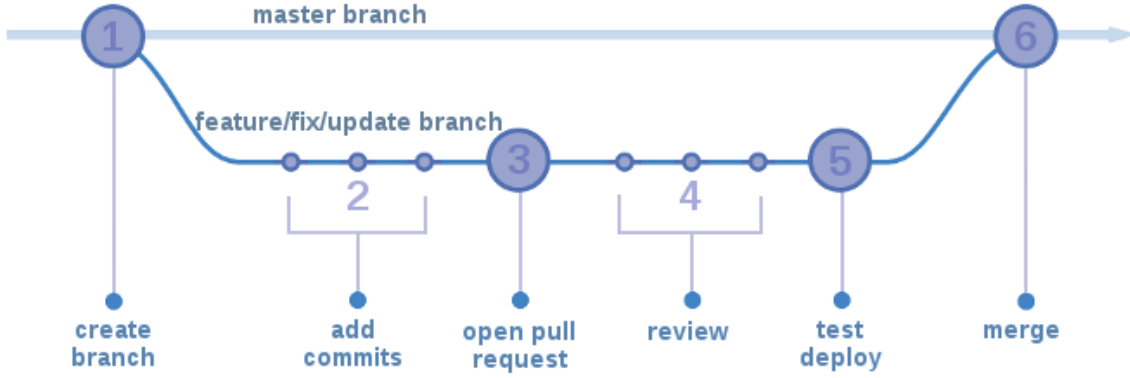 master branch
1
6
feature/fix/update branch
3
5
2
4
create
branch
add
commits
open pull
request
review
test
deploy
merge